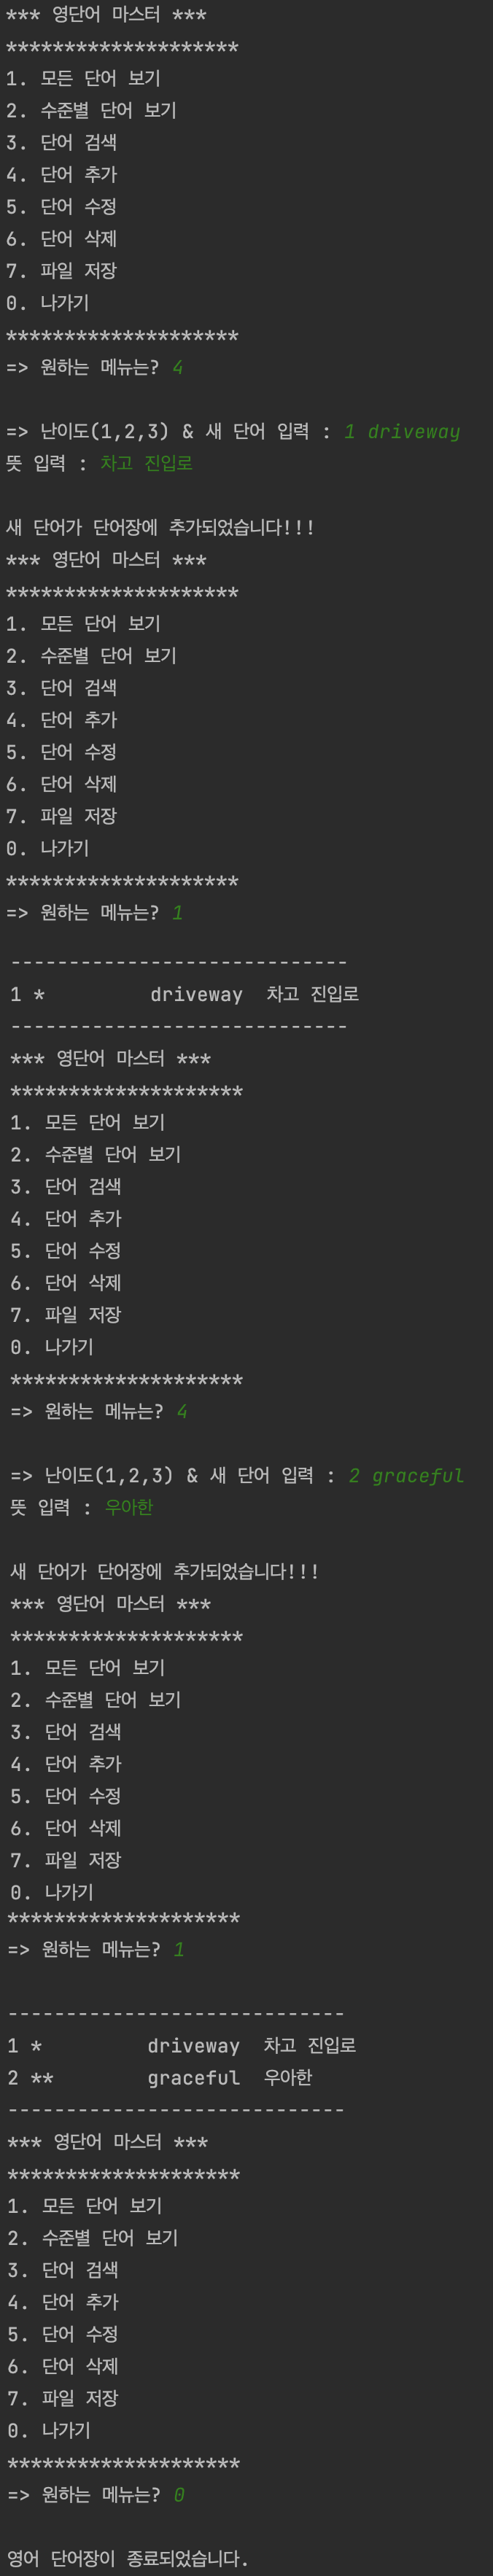 *** 영단어 마스터 ***
********************
1. 모든 단어 보기
2. 수준별 단어 보기
3. 단어 검색
4. 단어 추가
5. 단어 수정
6. 단어 삭제
7. 파일 저장
0. 나가기
********************
=> 원하는 메뉴는? 4
=> 난이도(1,2,3) & 새 단어 입력 : 1 driveway
뜻 입력 : 차고 진입로
새 단어가 단어장에 추가되었습니다!!!
*** 영단어 마스터 ***
********************
1. 모든 단어 보기
2. 수준별 단어 보기
3. 단어 검색
4. 단어 추가
5. 단어 수정
6. 단어 삭제
7. 파일 저장
0. 나가기
********************
=> 원하는 메뉴는? 1
-----------------------------
1 *         driveway  차고 진입로
-----------------------------
*** 영단어 마스터 ***
********************
1. 모든 단어 보기
2. 수준별 단어 보기
3. 단어 검색
4. 단어 추가
5. 단어 수정
6. 단어 삭제
7. 파일 저장
0. 나가기
********************
=> 원하는 메뉴는? 4
=> 난이도(1,2,3) & 새 단어 입력 : 2 graceful
뜻 입력 : 우아한
새 단어가 단어장에 추가되었습니다!!!
*** 영단어 마스터 ***
********************
1. 모든 단어 보기
2. 수준별 단어 보기
3. 단어 검색
4. 단어 추가
5. 단어 수정
6. 단어 삭제
7. 파일 저장
0. 나가기
********************
=> 원하는 메뉴는? 1
-----------------------------
1 *         driveway  차고 진입로
2 **        graceful  우아한
-----------------------------
*** 영단어 마스터 ***
********************
1. 모든 단어 보기
2. 수준별 단어 보기
3. 단어 검색
4. 단어 추가
5. 단어 수정
6. 단어 삭제
7. 파일 저장
0. 나가기
********************
=> 원하는 메뉴는? 0
영어 단어장이 종료되었습니다.